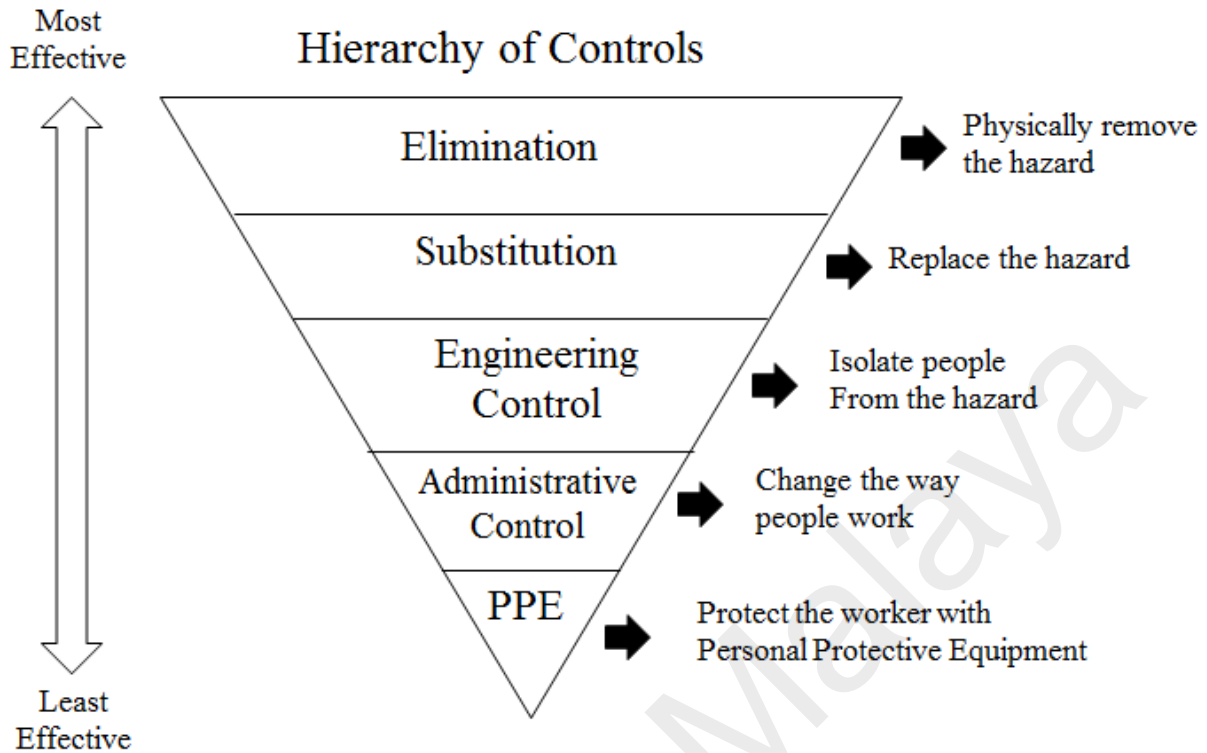 Most
Effective
Hierarchy of Controls
Elimination
Physically remove
the hazard
Substitution
Replace the hazard
Engineering
Control
Isolate people
From the hazard
Administrative
Control
Change the way
people work
PPE
Protect the worker with
Personal Protective Equipment
Least
Effective
Malaya